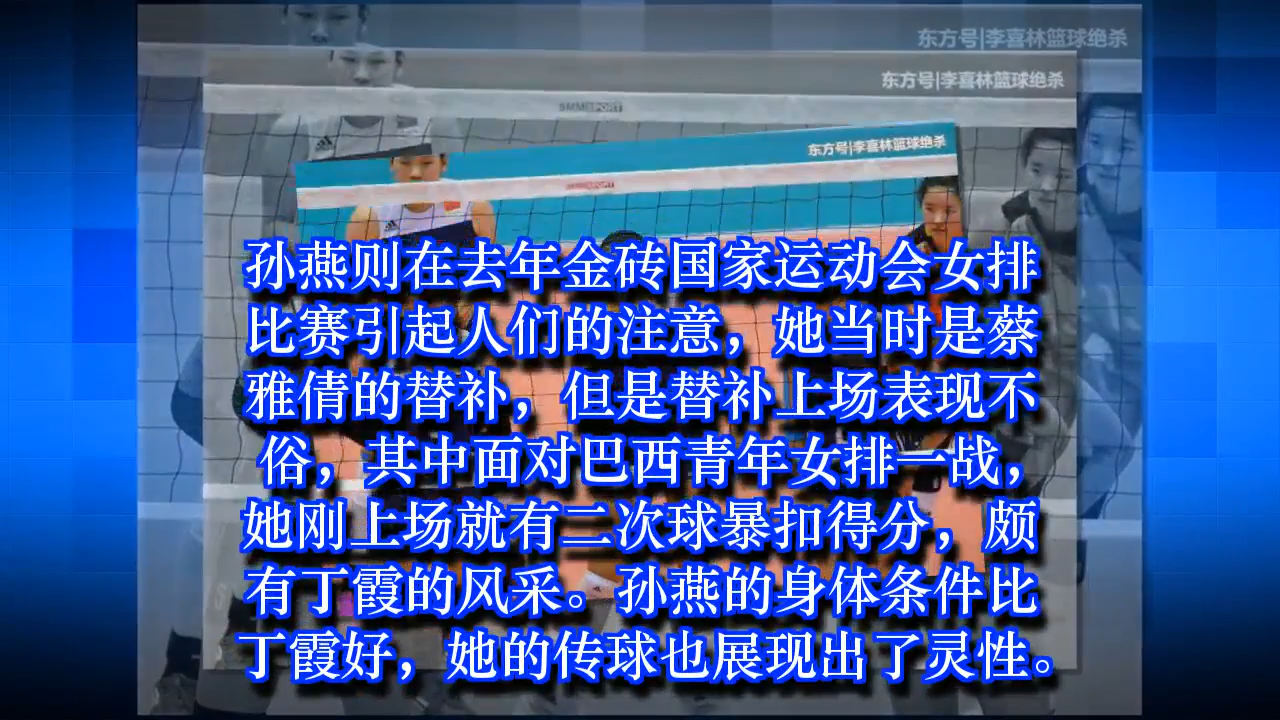 东方号|李喜林篮球绝杀
东方号|李喜林篮球绝杀
SMMSPORT
东方号|李喜林篮球绝杀
SMMSPORT
孙燕则在去年金砖国家运动会女排
比赛引起人们的注意，她当时是蔡
雅倩的替补，但是替补上场表现不
俗，其中面对巴西青年女排一战，
她刚上场就有二次球暴扣得分，颇
有丁霞的风采。孙燕的身体条件比
丁霞好，她的传球也展现出了灵性。